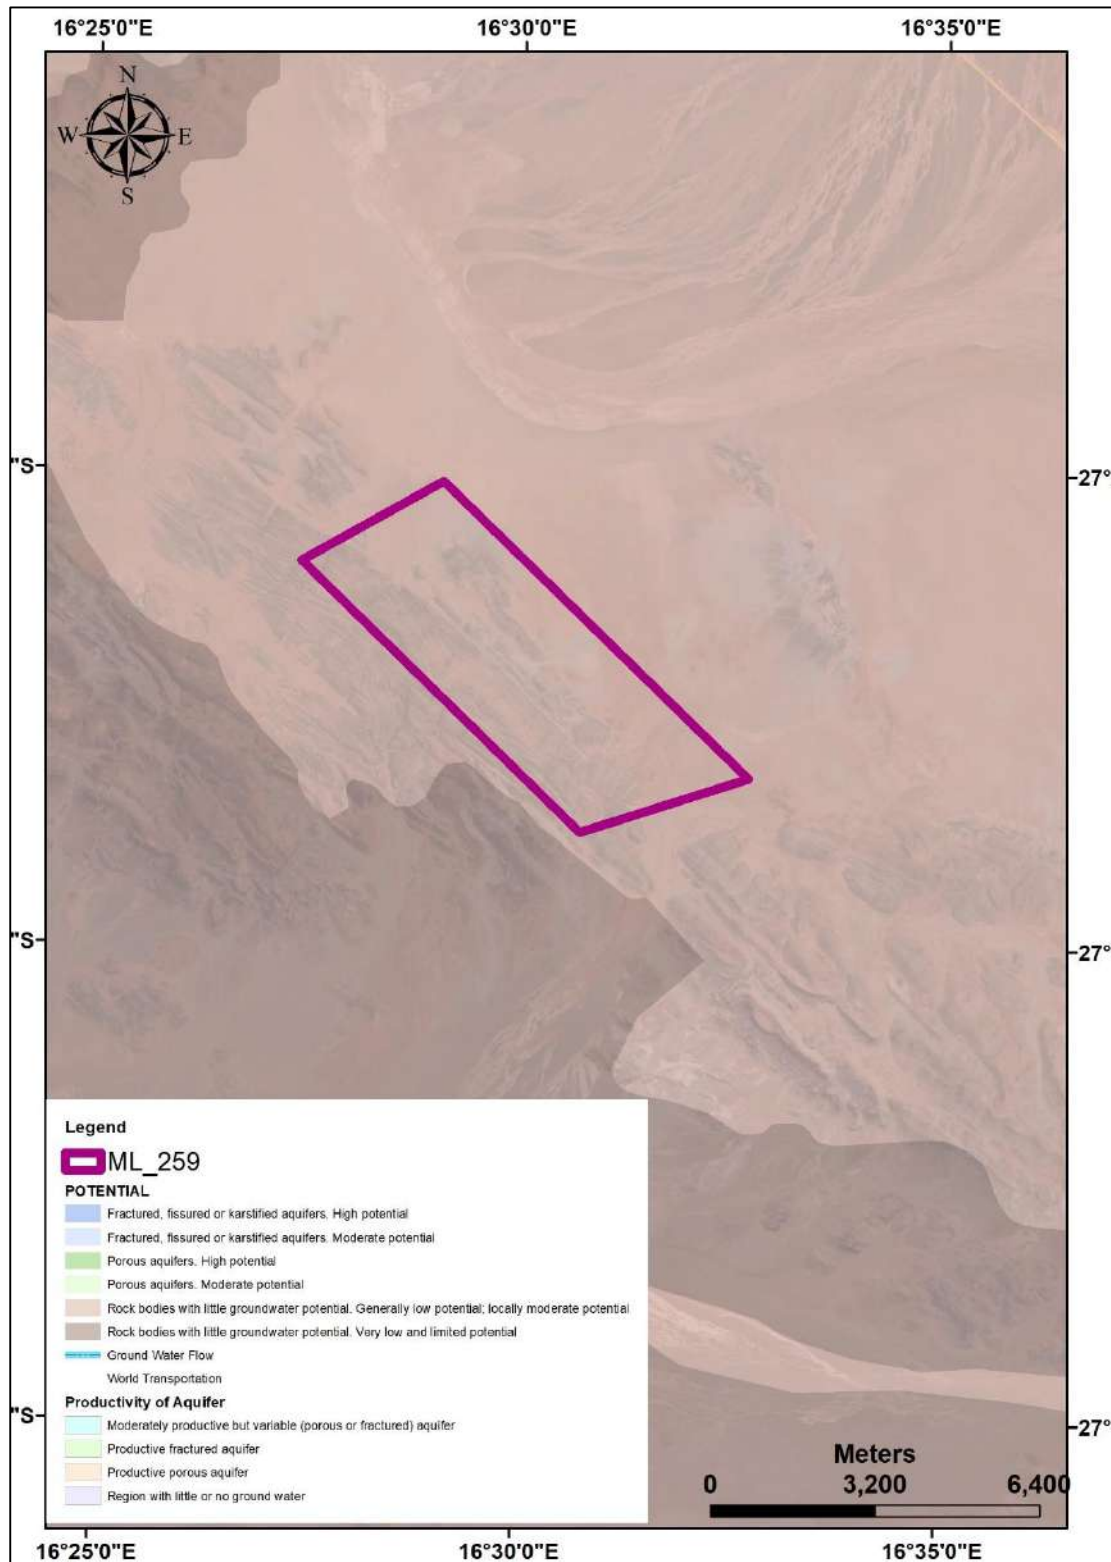 16°25'0"E 16°30'0"E 16°35'0"E
N
W E
S
"S 27°
"S 27°
Legend
ML_259
POTENTIAL
Fractured, fissured or karstified aquifers. High potential
Fractured, fissured or karstified aquifers. Moderate potential
Porous aquifers. High potential
Porous aquifers. Moderate potential
Rock bodies with little groundwater potential. Generally low potential; locally moderate potential
Rock bodies with little groundwater potential. Very low and limited potential
Ground Water Flow
World Transportation
Productivity of Aquifer
Moderately productive but variable (porous or fractured) aquifer
Productive fractured aquifer
Productive porous aquifer
Region with little or no ground water
"S 27°
Meters
0 3,200 6,400
16°25'0"E 16°30'0"E 16°35'0"E